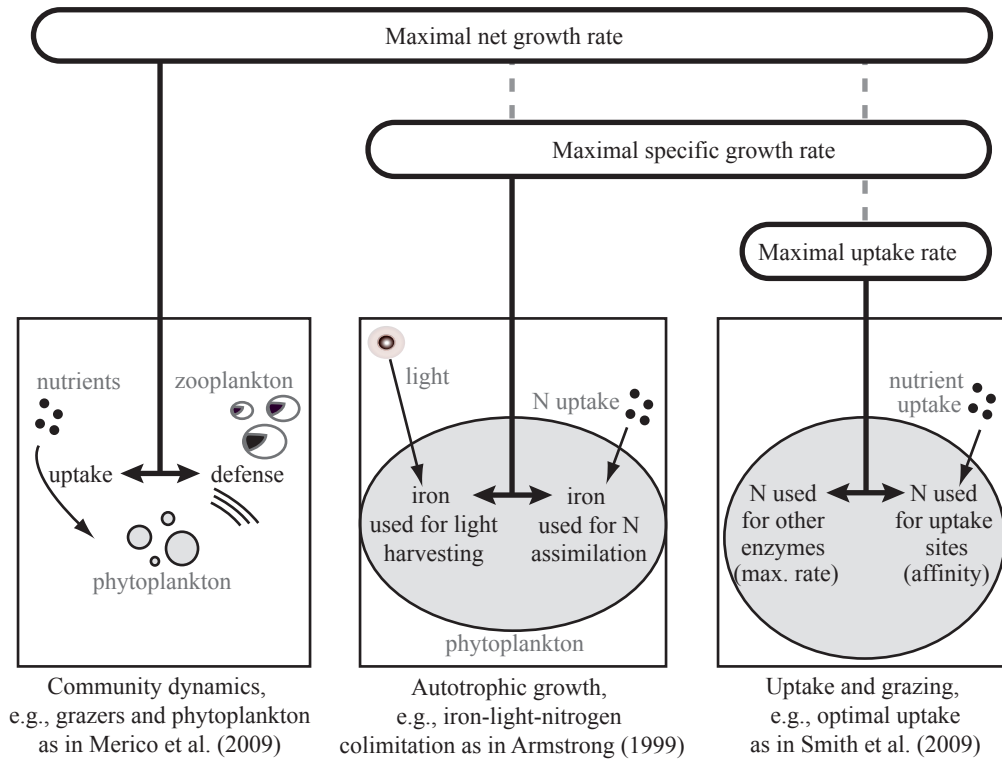 Maximal net growth rate
Maximal specific growth rate
Maximal uptake rate
nutrients
zooplankton
uptake
defense
phytoplankton
light
N uptake
iron
used for light
harvesting
iron
used for N
assimilation
phytoplankton
nutrient
uptake
N used
for other
enzymes
(max. rate)
N used
for uptake
sites
(affinity)
Community dynamics,
e.g., grazers and phytoplankton
as in Merico et al. (2009)
Autotrophic growth,
e.g., iron-light-nitrogen
colimitation as in Armstrong (1999)
Uptake and grazing,
e.g., optimal uptake
as in Smith et al. (2009)